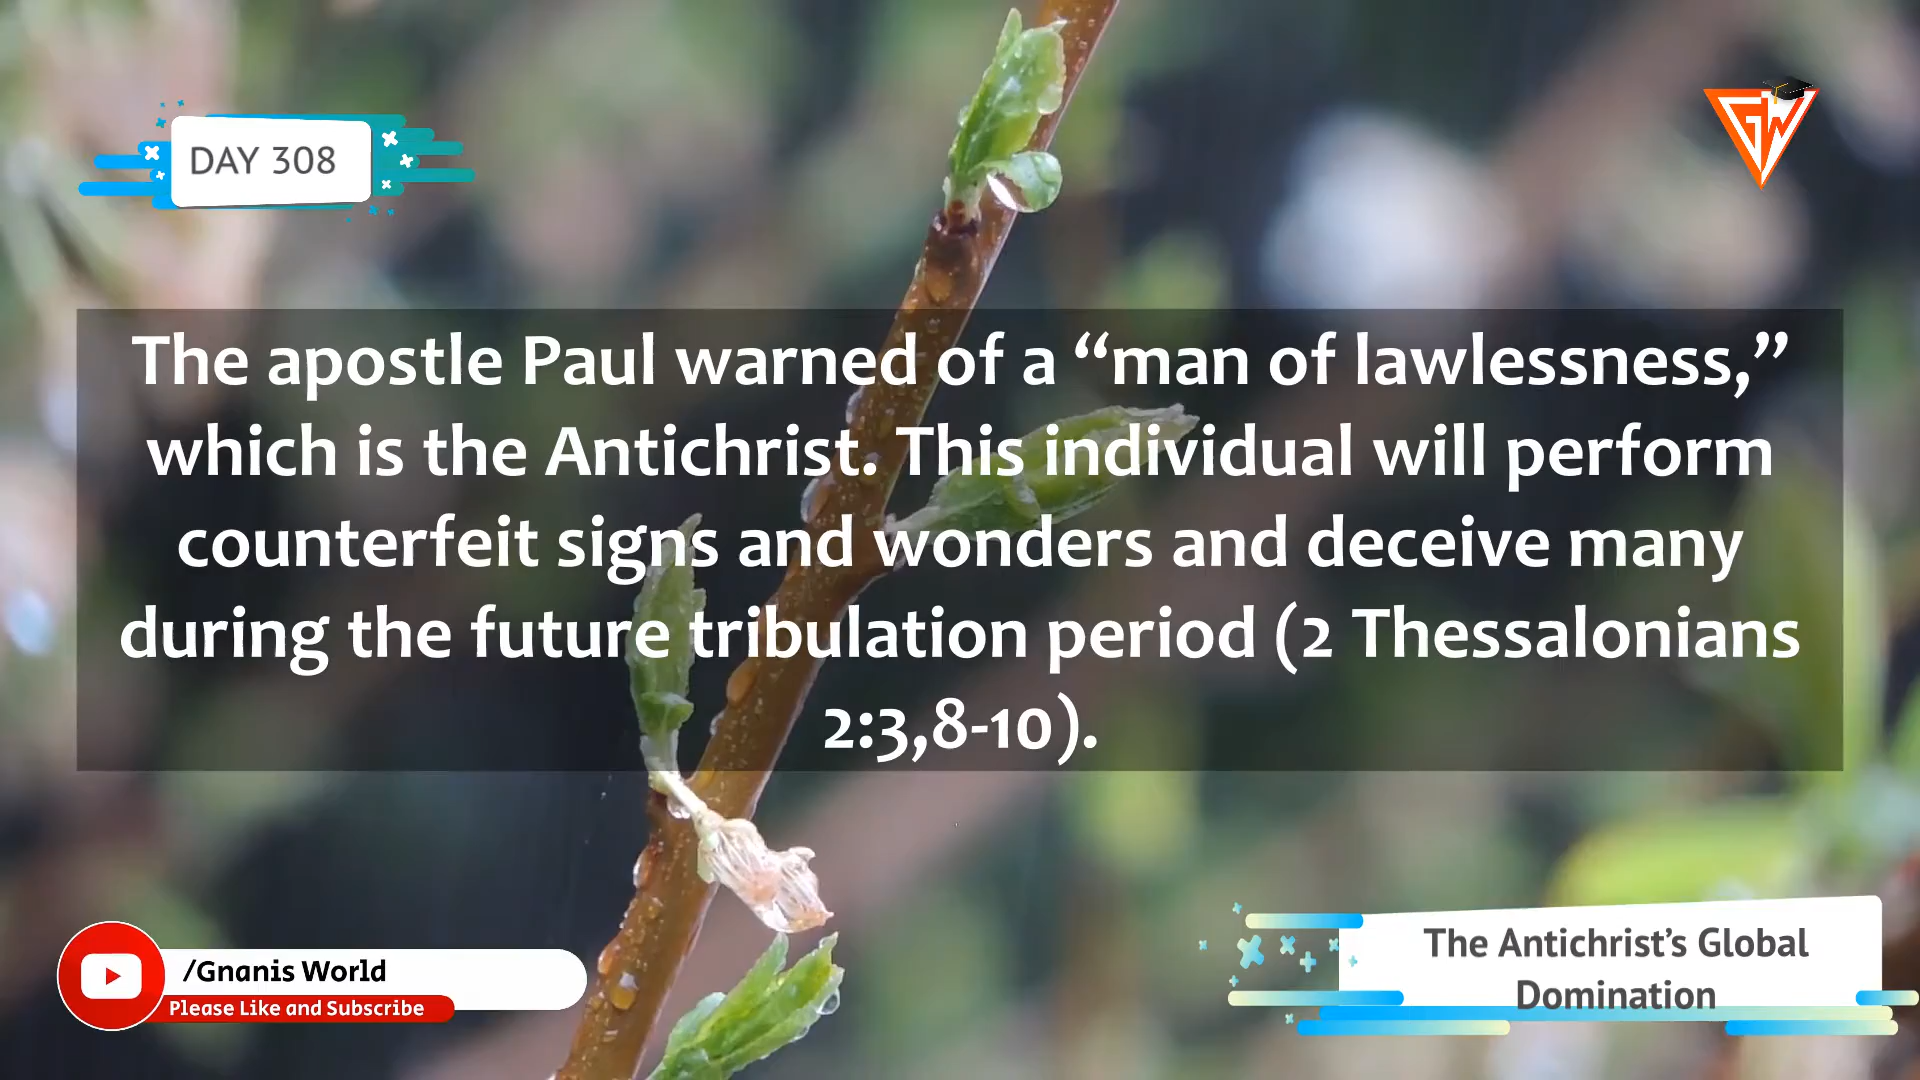 DAY 308
GW
The apostle Paul warned of a “man of lawlessness,”
which is the Antichrist. This individual will perform
counterfeit signs and wonders and deceive many
during the future tribulation period (2 Thessalonians
2:3,8-10).
/Gnanis World
Please Like and Subscribe
The Antichrist’s Global
Domination